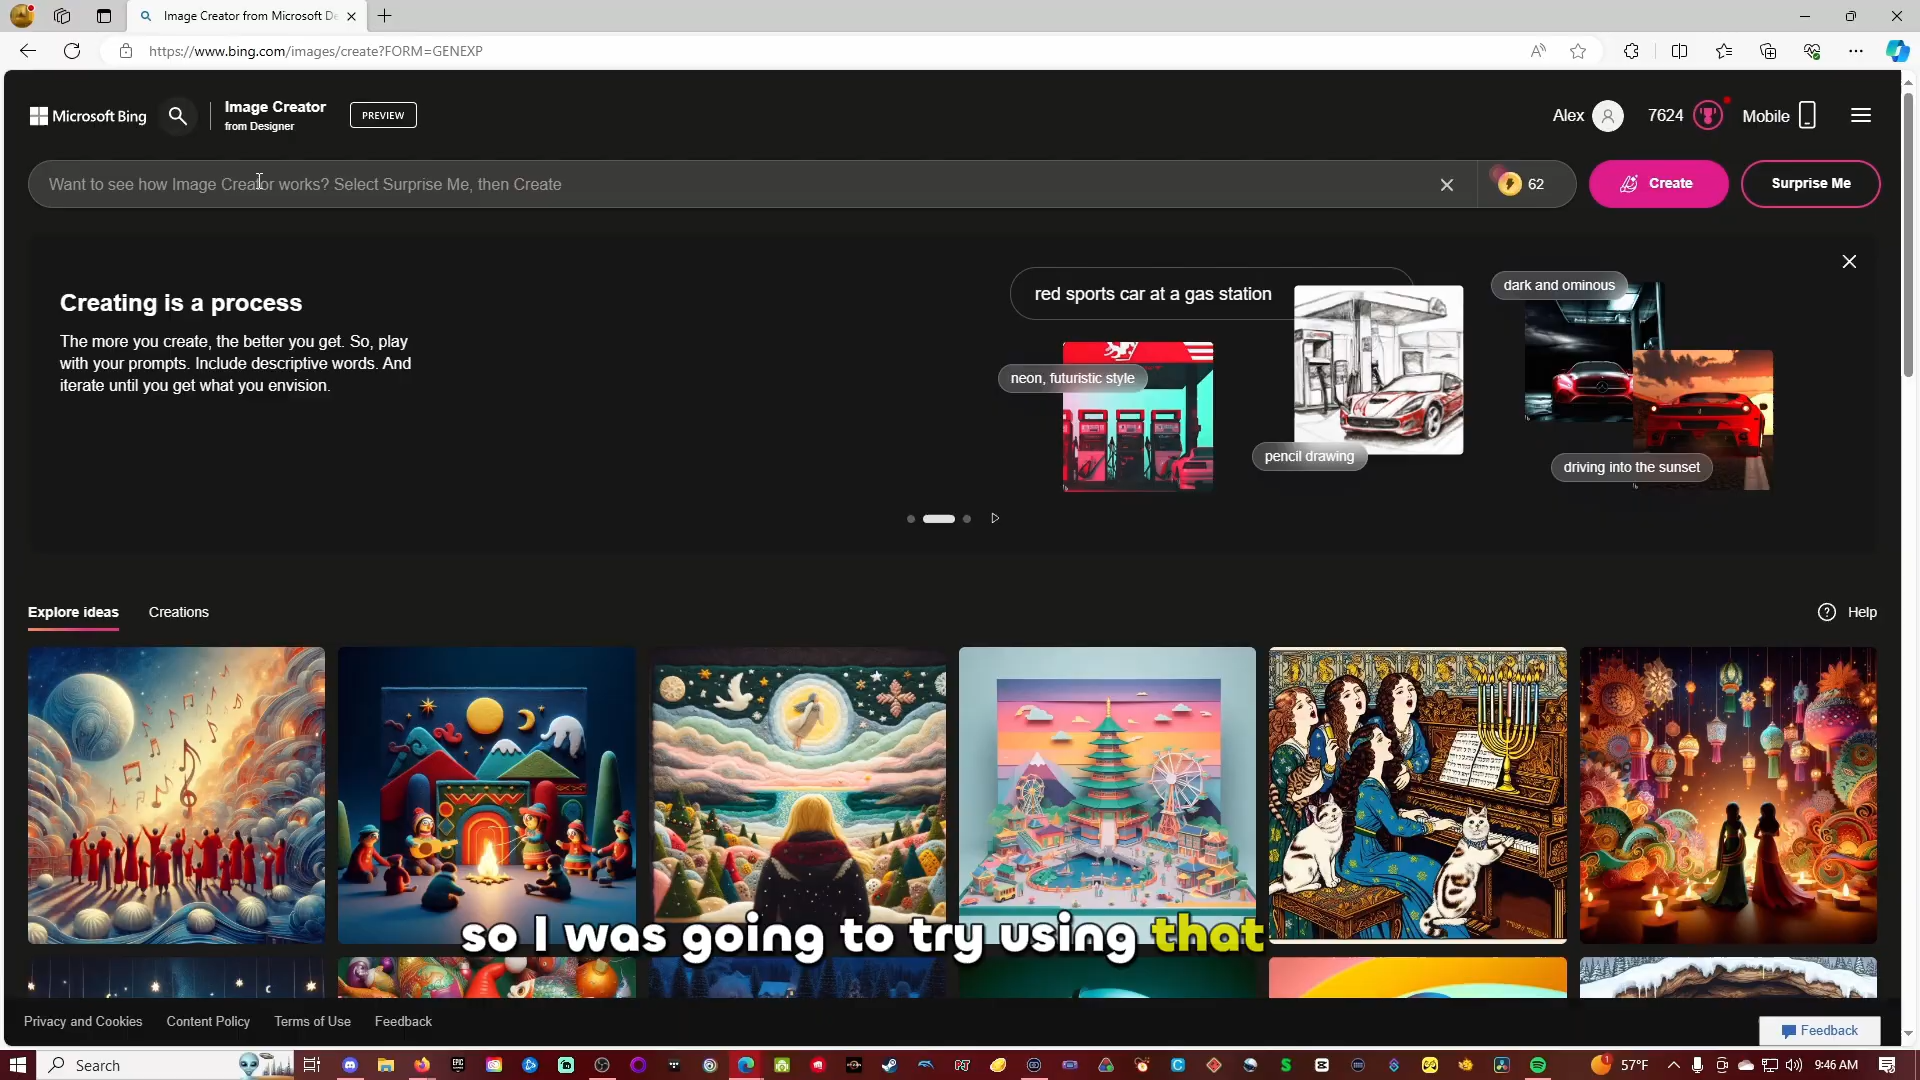 Image Creator from Microsoft De
https://www.bing.com/images/create?FORM=GENEXP
Microsoft Bing
Image Creator
from Designer
PREVIEW
Alex
7624
Mobile
Want to see how Image Creator works? Select Surprise Me, then Create
62
Create
Surprise Me
Creating is a process
The more you create, the better you get. So, play
with your prompts. Include descriptive words. And
iterate until you get what you envision.
red sports car at a gas station
dark and ominous
neon, futuristic style
pencil drawing
driving into the sunset
Explore ideas
Creations
Help
so I was going to try using that
Privacy and Cookies
Content Policy
Terms of Use
Feedback
Feedback
Search
57°F
9:46 AM